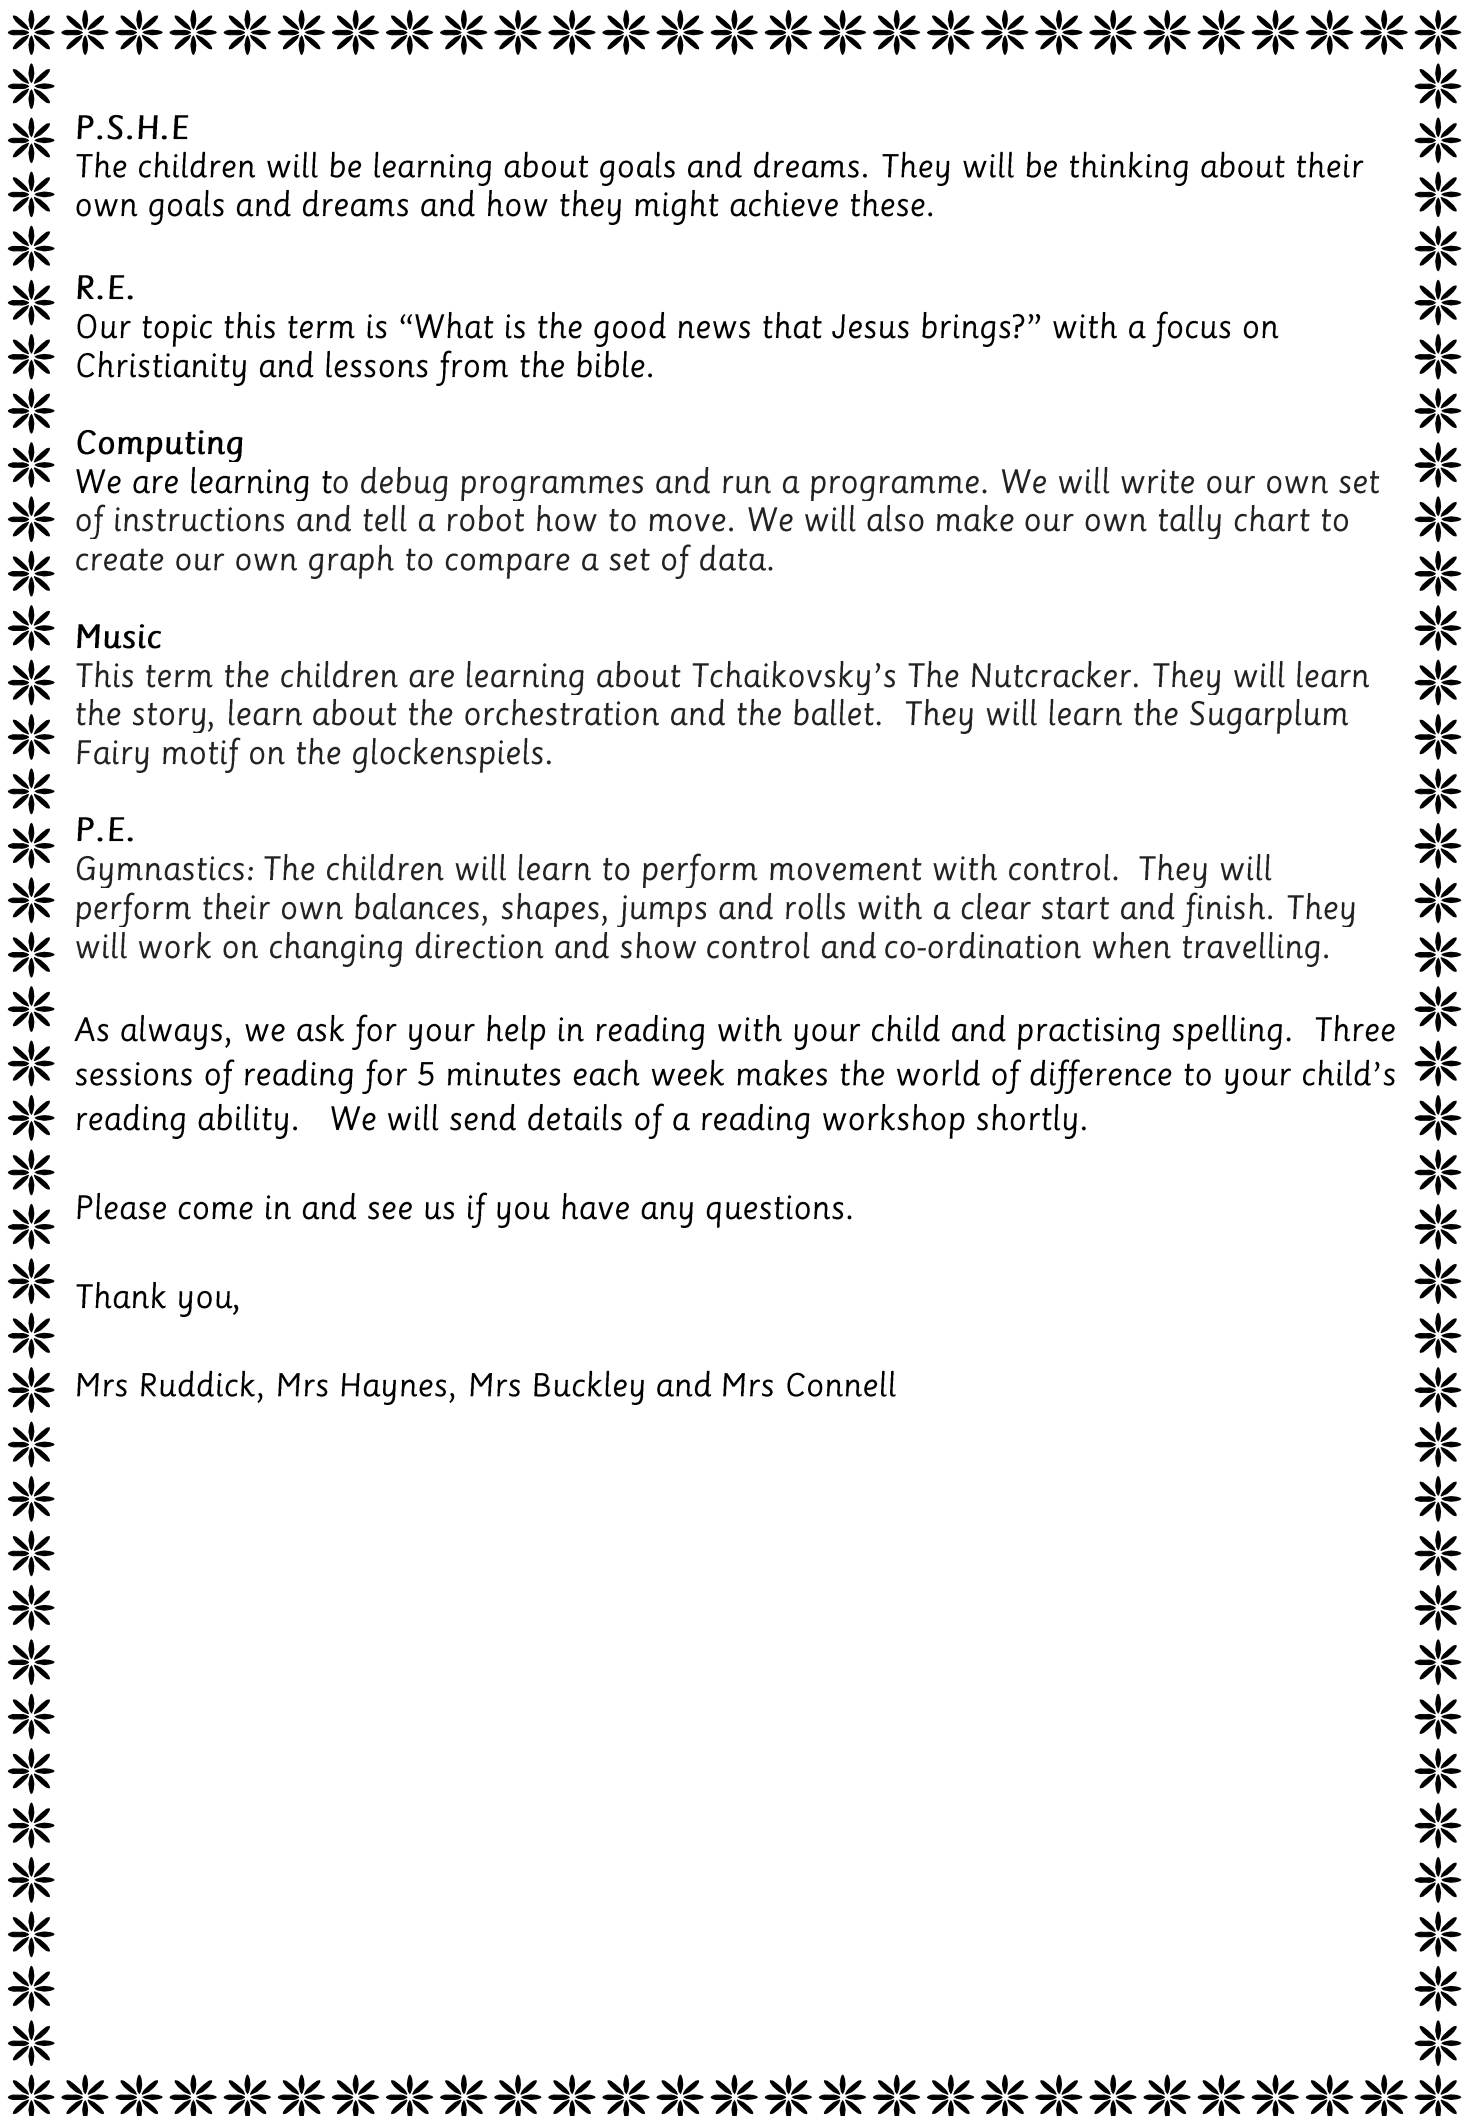 P.S.H.E
The children will be learning about goals and dreams. They will be thinking about their
own goals and dreams and how they might achieve these.
R.E.
Our topic this term is “What is the good news that Jesus brings?” with a focus on
Christianity and lessons from the bible.
Computing
We are learning to debug programmes and run a programme. We will write our own set
of instructions and tell a robot how to move. We will also make our own tally chart to
create our own graph to compare a set of data.
Music
This term the children are learning about Tchaikovsky’s The Nutcracker. They will learn
the story, learn about the orchestration and the ballet.  They will learn the Sugarplum
Fairy motif on the glockenspiels.
P.E.
Gymnastics: The children will learn to perform movement with control.  They will
perform their own balances, shapes, jumps and rolls with a clear start and finish. They
will work on changing direction and show control and co-ordination when travelling.
As always, we ask for your help in reading with your child and practising spelling.  Three
sessions of reading for 5 minutes each week makes the world of difference to your child’s
reading ability.   We will send details of a reading workshop shortly.
Please come in and see us if you have any questions.
Thank you,
Mrs Ruddick, Mrs Haynes, Mrs Buckley and Mrs Connell